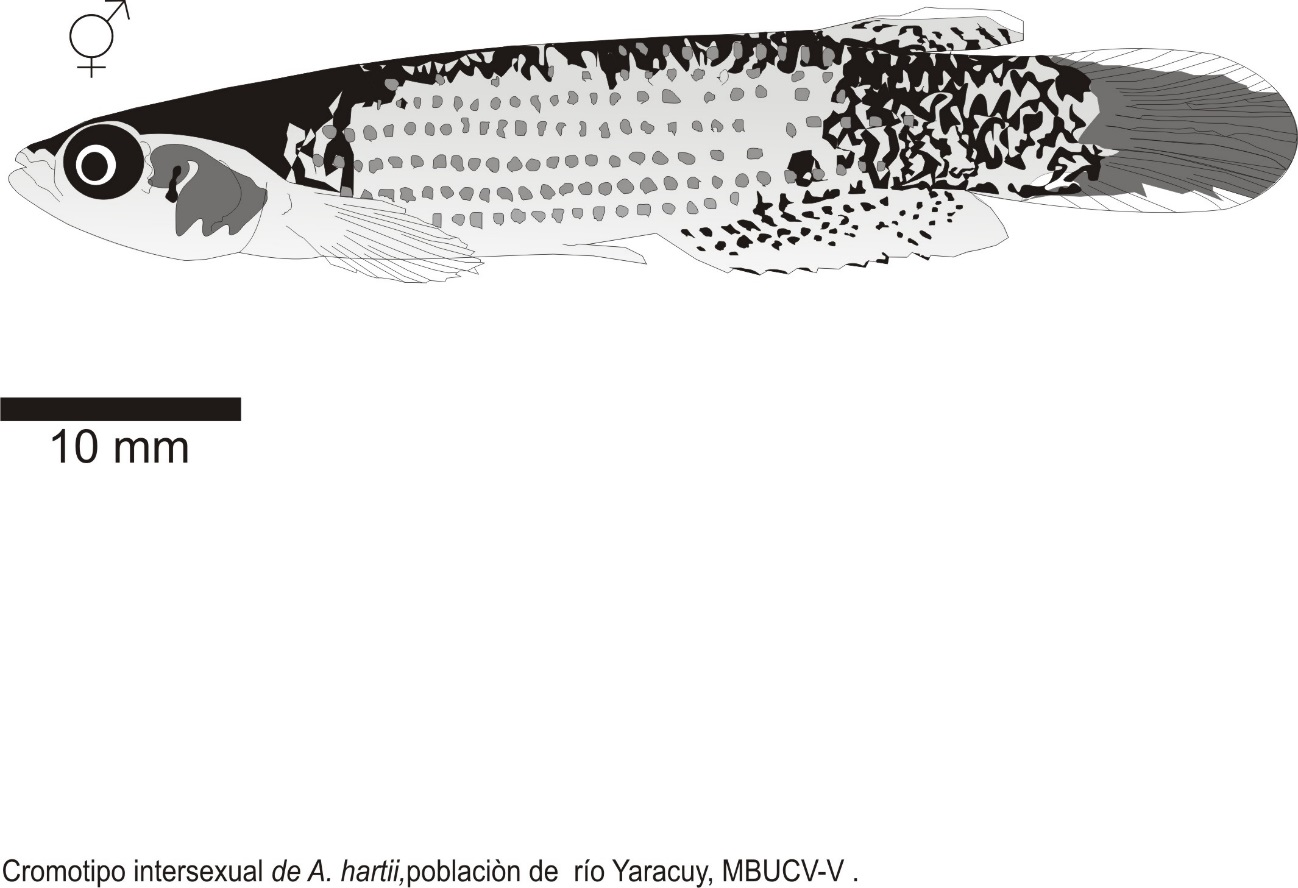 10 mm
Cromotipo intersexual de A. hartii,poblaciòn de  río Yaracuy, MBUCV-V .